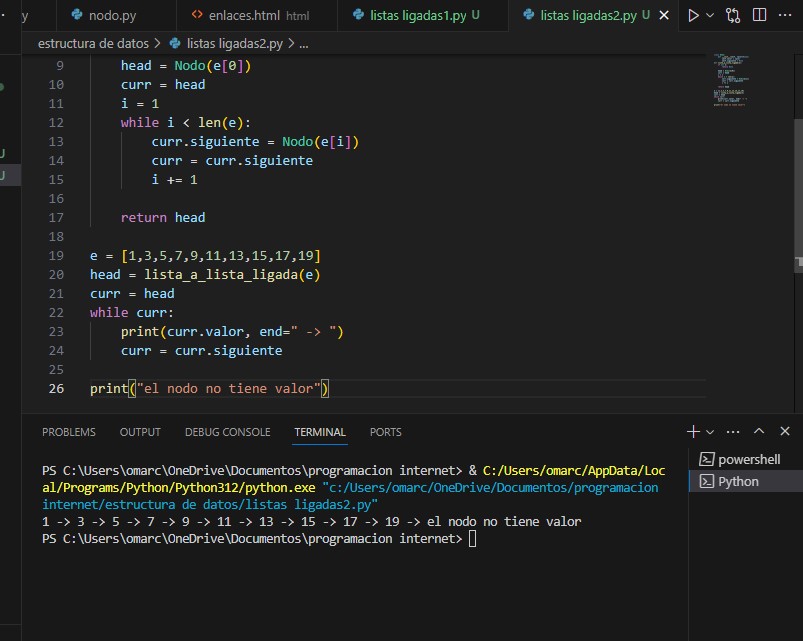 y nodo.py <> enlaces.html html listas ligadas1.py U listas ligadas2.py U
estructura de datos > listas ligadas2.py > ...
9 head = Nodo(e[0])
10 curr = head
11 i = 1
12 while i < len(e):
13 curr.siguiente = Nodo(e[i])
14 curr = curr.siguiente
15 i += 1
16
17 return head
18
19 e = [1,3,5,7,9,11,13,15,17,19]
20 head = lista_a_lista_ligada(e)
21 curr = head
22 while curr:
23 print(curr.valor, end=" -> ")
24 curr = curr.siguiente
25
26 print("el nodo no tiene valor")
U
U
PROBLEMS OUTPUT DEBUG CONSOLE TERMINAL PORTS
PS C:\Users\omarc\OneDrive\Documentos\programacion internet> & C:/Users/omarc/AppData/Loc
al/Programs/Python/Python312/python.exe "c:/Users/omarc/OneDrive/Documentos/programacion
internet/estructura de datos/listas ligadas2.py"
1 -> 3 -> 5 -> 7 -> 9 -> 11 -> 13 -> 15 -> 17 -> 19 -> el nodo no tiene valor
PS C:\Users\omarc\OneDrive\Documentos\programacion internet>
powershell
Python